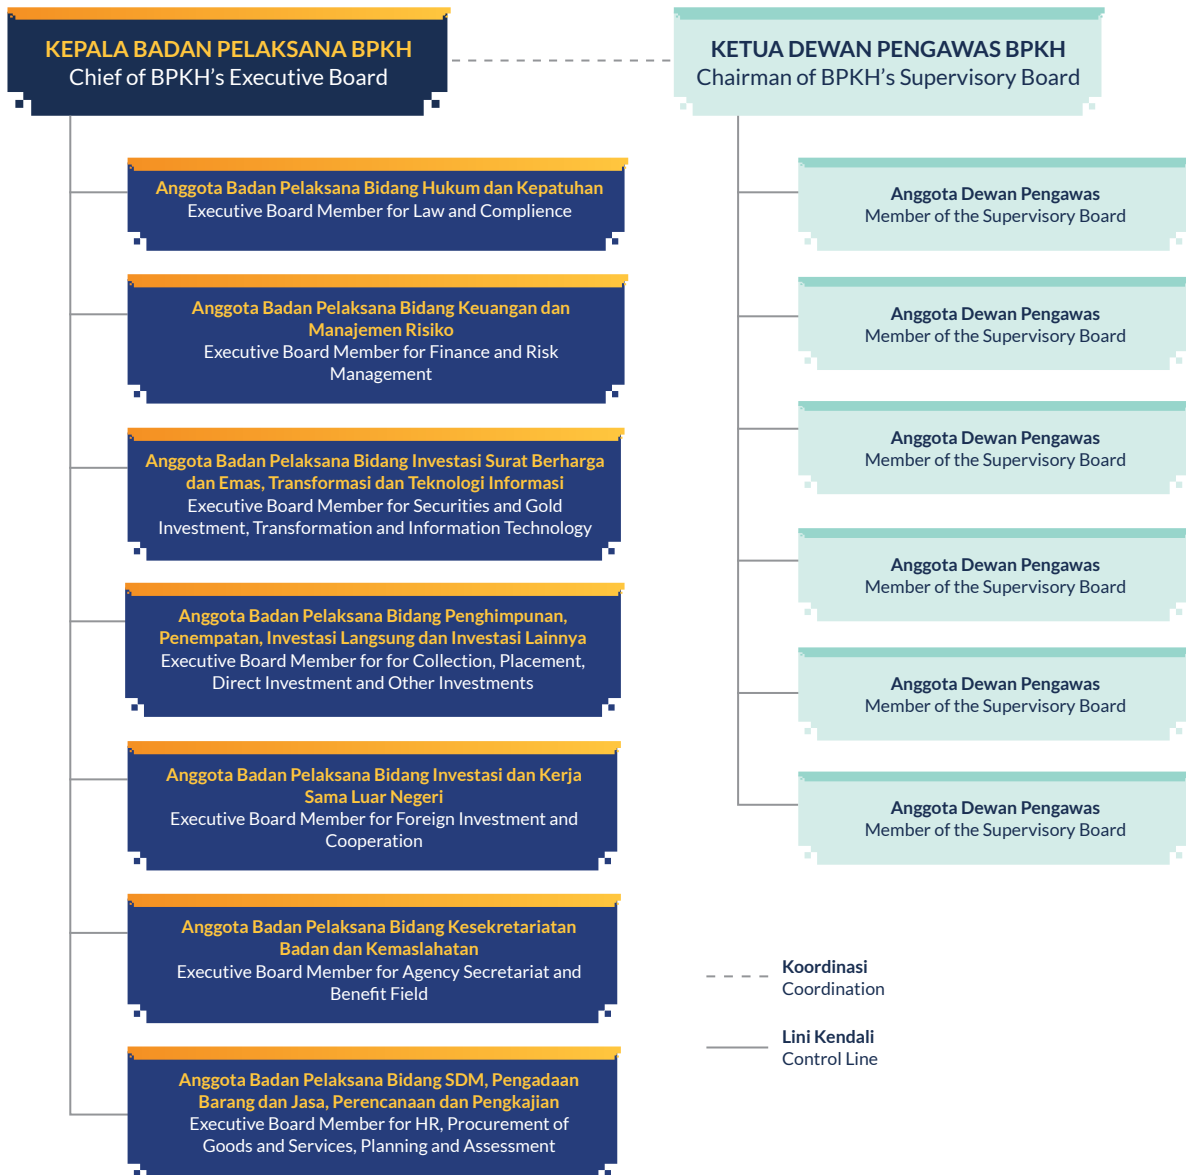 KEPALA BADAN PELAKSANA BPKH
Chief of BPKH's Executive Board
KETUA DEWAN PENGAWAS BPKH
Chairman of BPKH's Supervisory Board
Anggota Badan Pelaksana Bidang Hukum dan Kepatuhan
Executive Board Member for Law and Complience
Anggota Badan Pelaksana Bidang Keuangan dan
Manajemen Risiko
Executive Board Member for Finance and Risk
Management
Anggota Badan Pelaksana Bidang Investasi Surat Berharga
dan Emas, Transformasi dan Teknologi Informasi
Executive Board Member for Securities and Gold
Investment, Transformation and Information Technology
Anggota Badan Pelaksana Bidang Penghimpunan,
Penempatan, Investasi Langsung dan Investasi Lainnya
Executive Board Member for for Collection, Placement,
Direct Investment and Other Investments
Anggota Badan Pelaksana Bidang Investasi dan Kerja
Sama Luar Negeri
Executive Board Member for Foreign Investment and
Cooperation
Anggota Badan Pelaksana Bidang Kesekretariatan
Badan dan Kemaslahatan
Executive Board Member for Agency Secretariat and
Benefit Field
Anggota Badan Pelaksana Bidang SDM, Pengadaan
Barang dan Jasa, Perencanaan dan Pengkajian
Executive Board Member for HR, Procurement of
Goods and Services, Planning and Assessment
Anggota Dewan Pengawas
Member of the Supervisory Board
Anggota Dewan Pengawas
Member of the Supervisory Board
Anggota Dewan Pengawas
Member of the Supervisory Board
Anggota Dewan Pengawas
Member of the Supervisory Board
Anggota Dewan Pengawas
Member of the Supervisory Board
Anggota Dewan Pengawas
Member of the Supervisory Board
Koordinasi
Coordination
Lini Kendali
Control Line